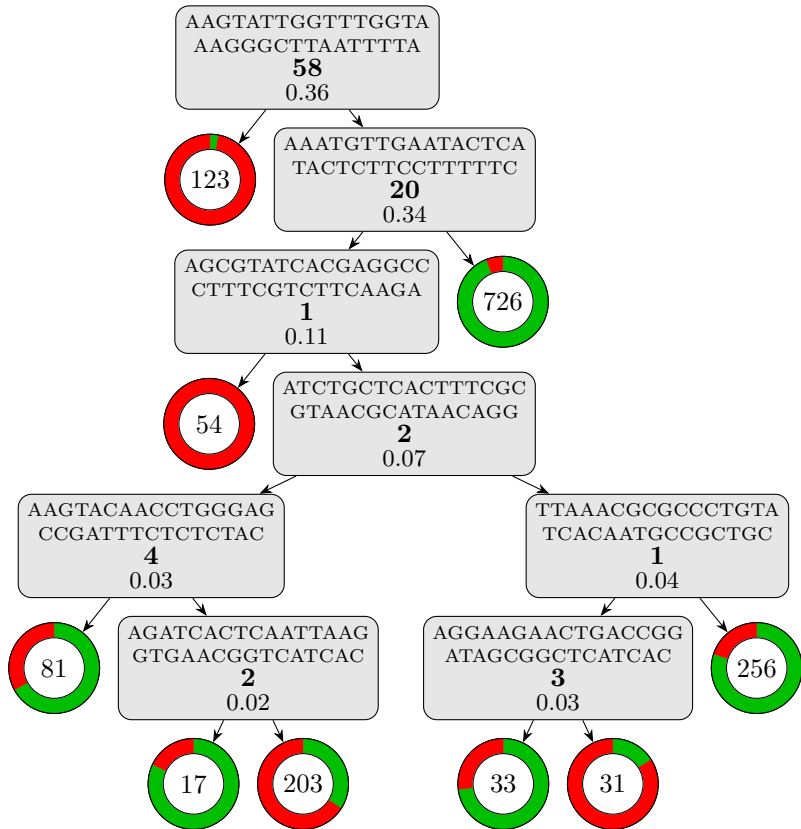 AAGTATTGGTTTGGTA
AAGGGCTTAATTTTA
58
0.36
123
AAATGTTGAATACTCA
TACTCTTCCTTTTTC
20
0.34
AGCGTATCACGAGGCC
CTTTCGTCTTCAAGA
1
0.11
726
54
ATCTGCTCACTTTCGC
GTAACGCATAACAGG
2
0.07
AAGTACAACCTGGGAG
CCGATTTCTCTCTAC
4
0.03
TTAAACGCGCCCTGTA
TCACAATGCCGCTGC
1
0.04
81
AGATCACTCAATTAAG
GTGAACGGTCATCAC
2
0.02
AGGAAGAACTGACCGG
ATAGCGGCTCATCAC
3
0.03
256
17
203
33
31